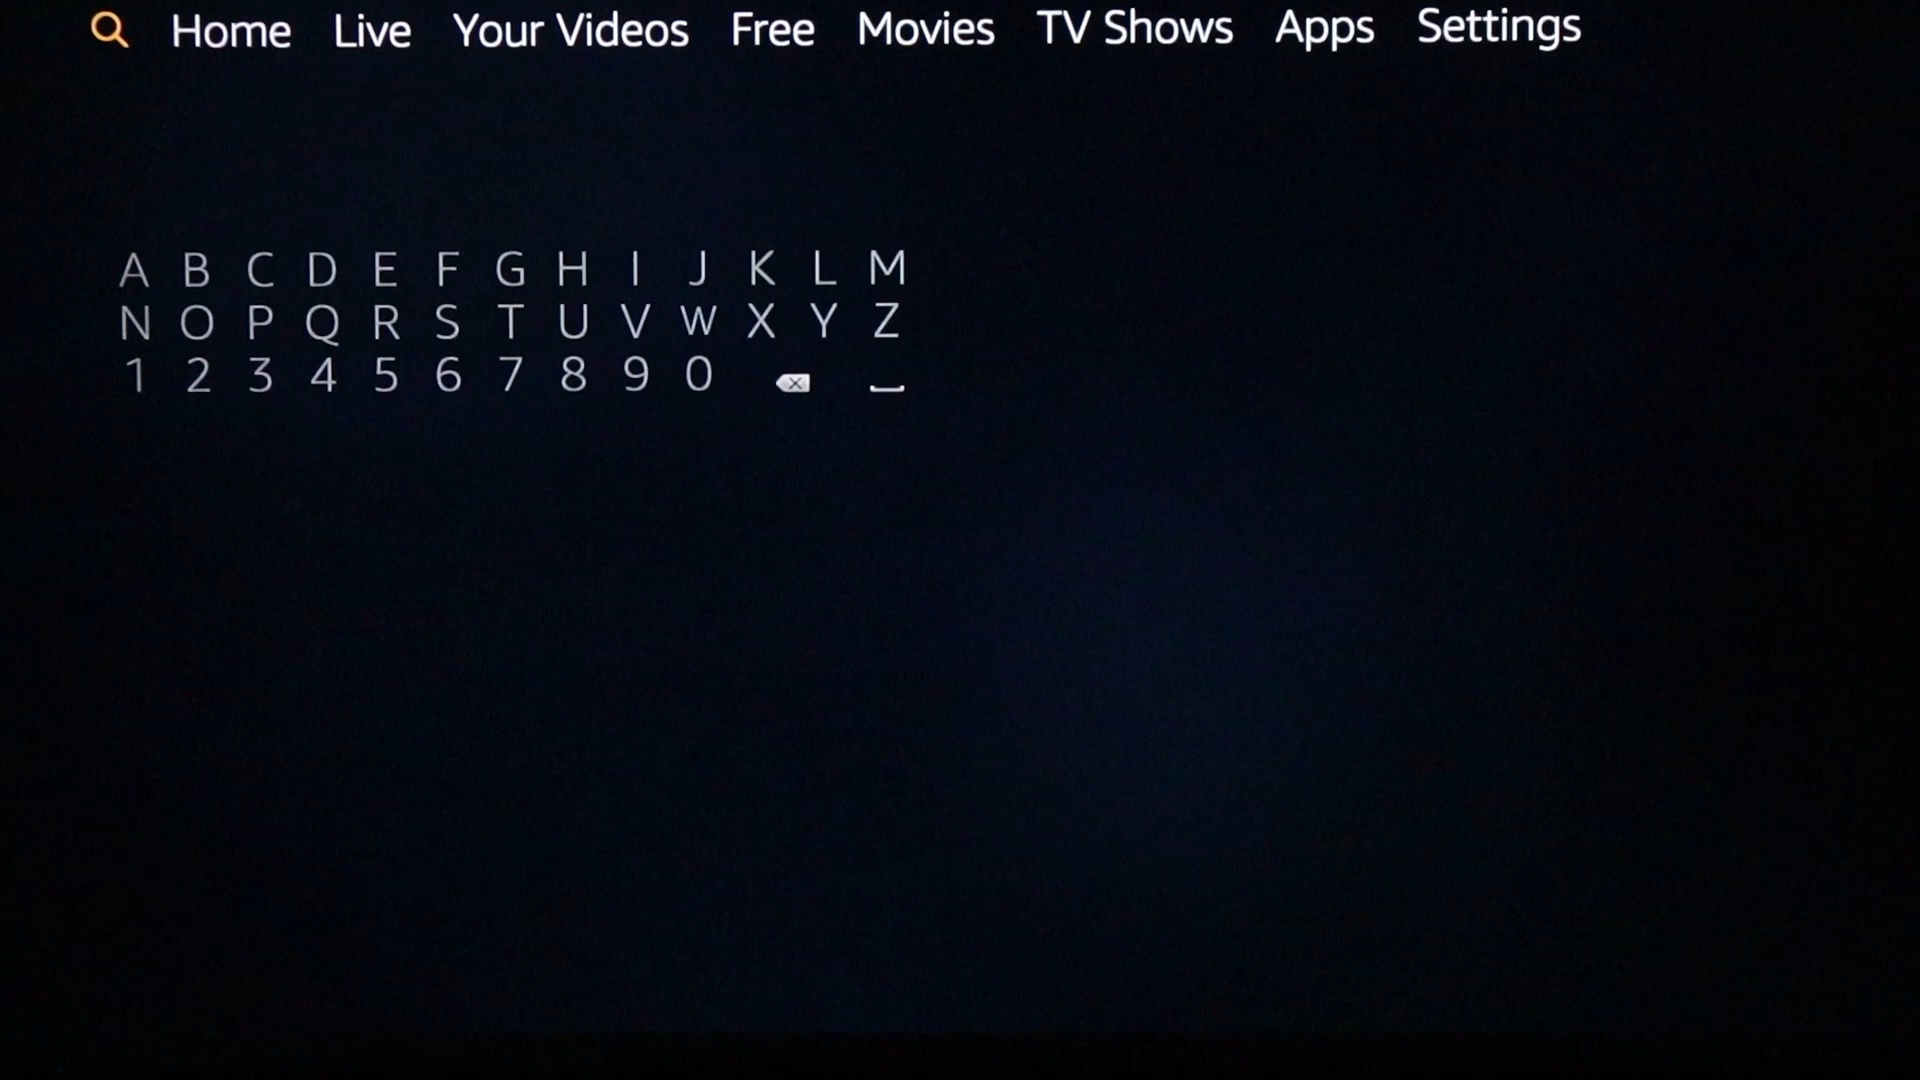 Home Live Your Videos Free Movies TV Shows Apps Settings
A B C D E F G H I J K L M
N O P Q R S T U V W X Y Z
1 2 3 4 5 6 7 8 9 0